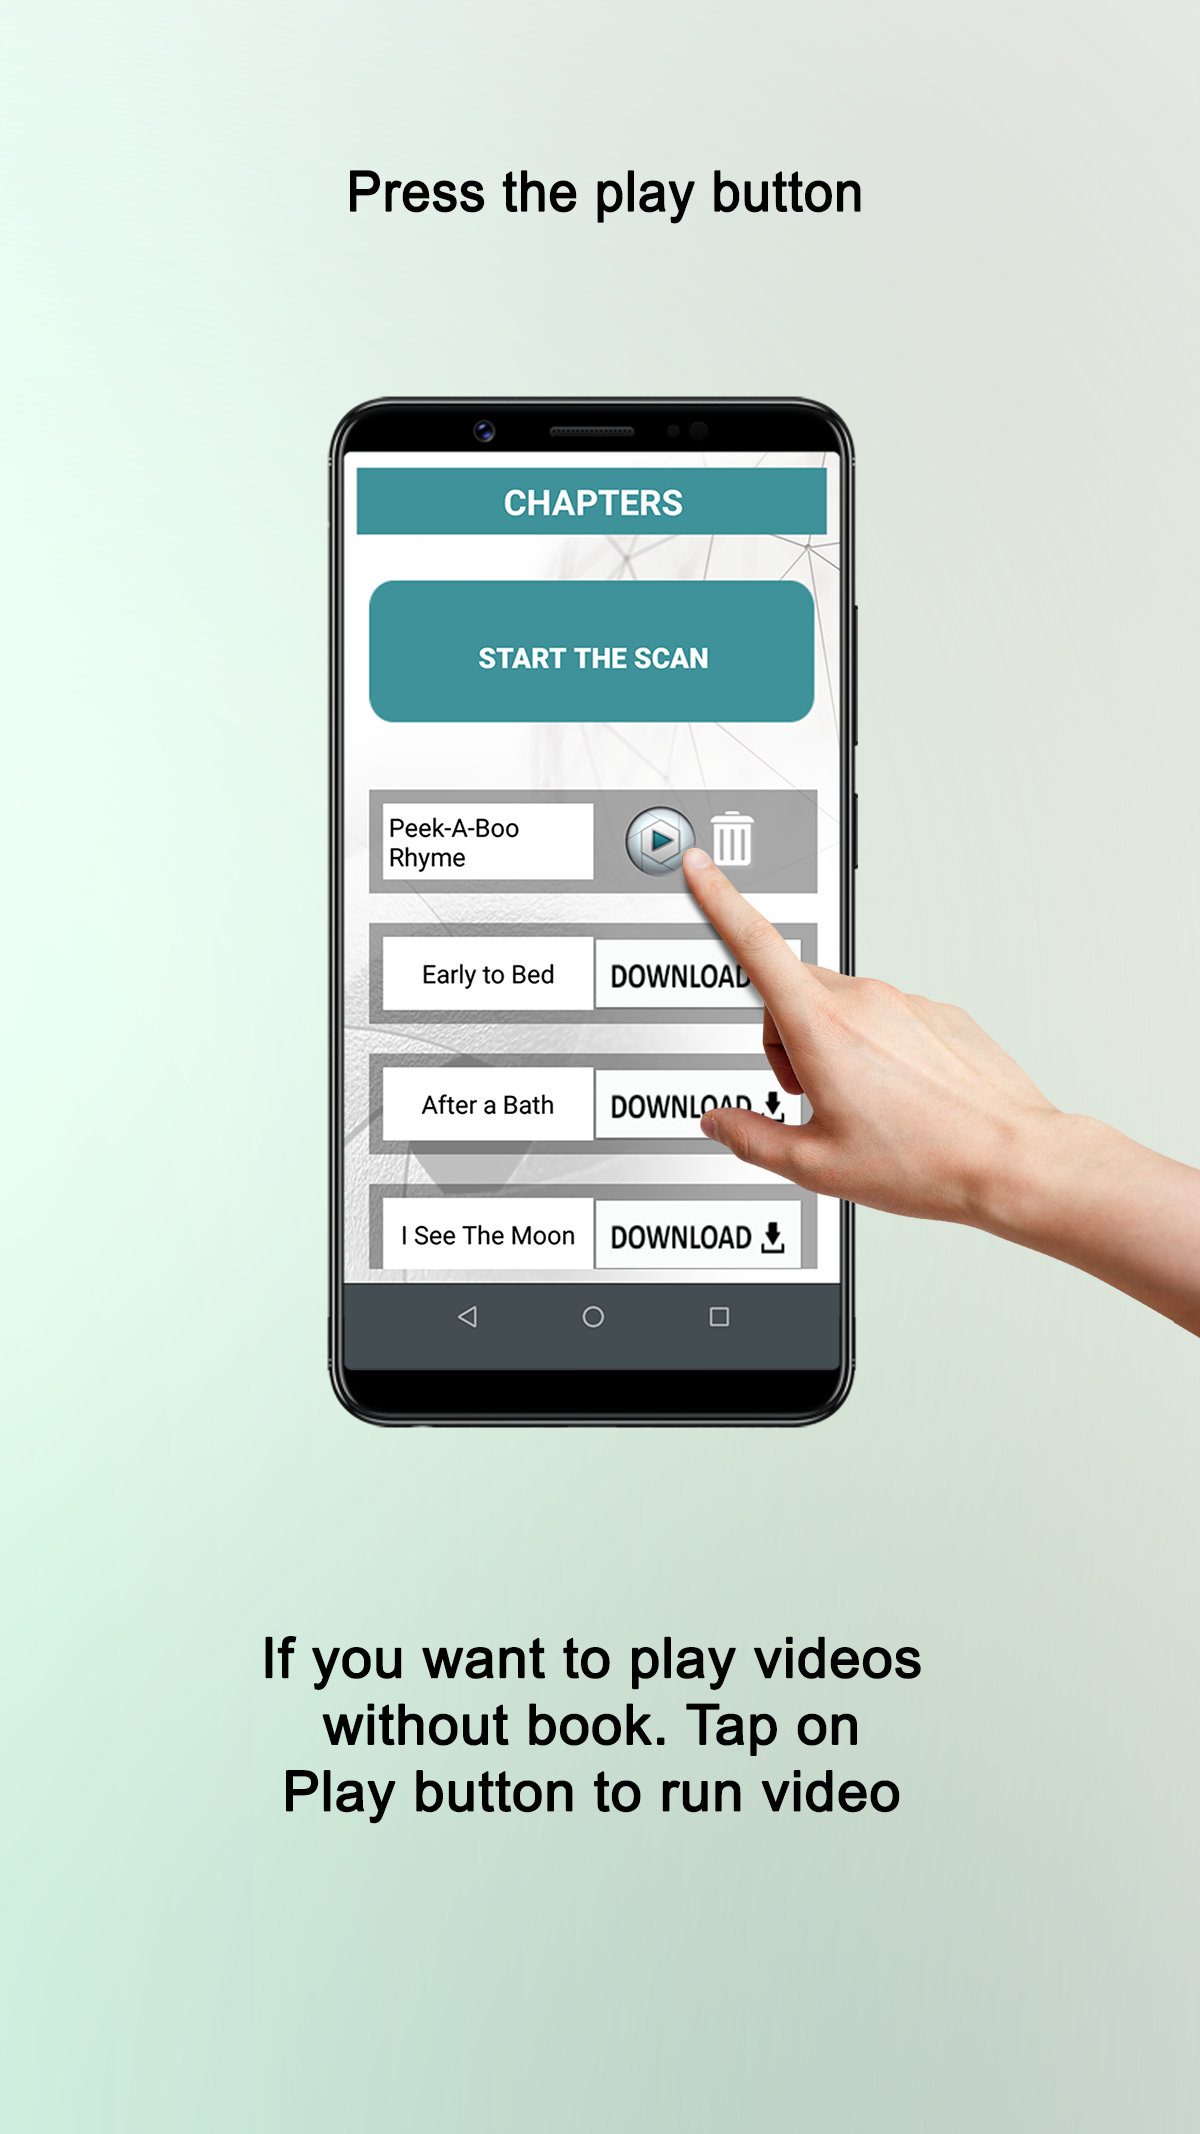 Press the play button
CHAPTERS
START THE SCAN
Peek-A-Boo
Rhyme
Early to Bed
DOWNLOAD
After a Bath
DOWNLOAD
I See The Moon
DOWNLOAD
If you want to play videos
without book. Tap on
Play button to run video